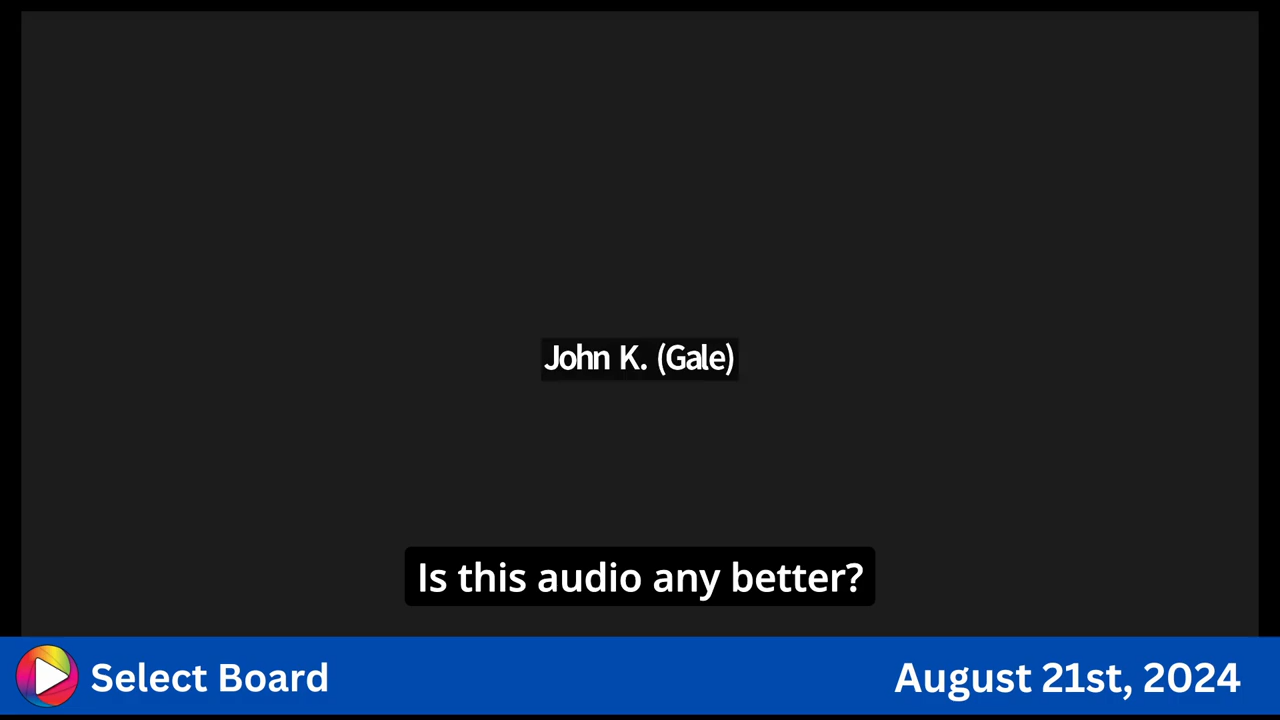 John K. (Gale)
Is this audio any better?
Select Board
August 21st, 2024